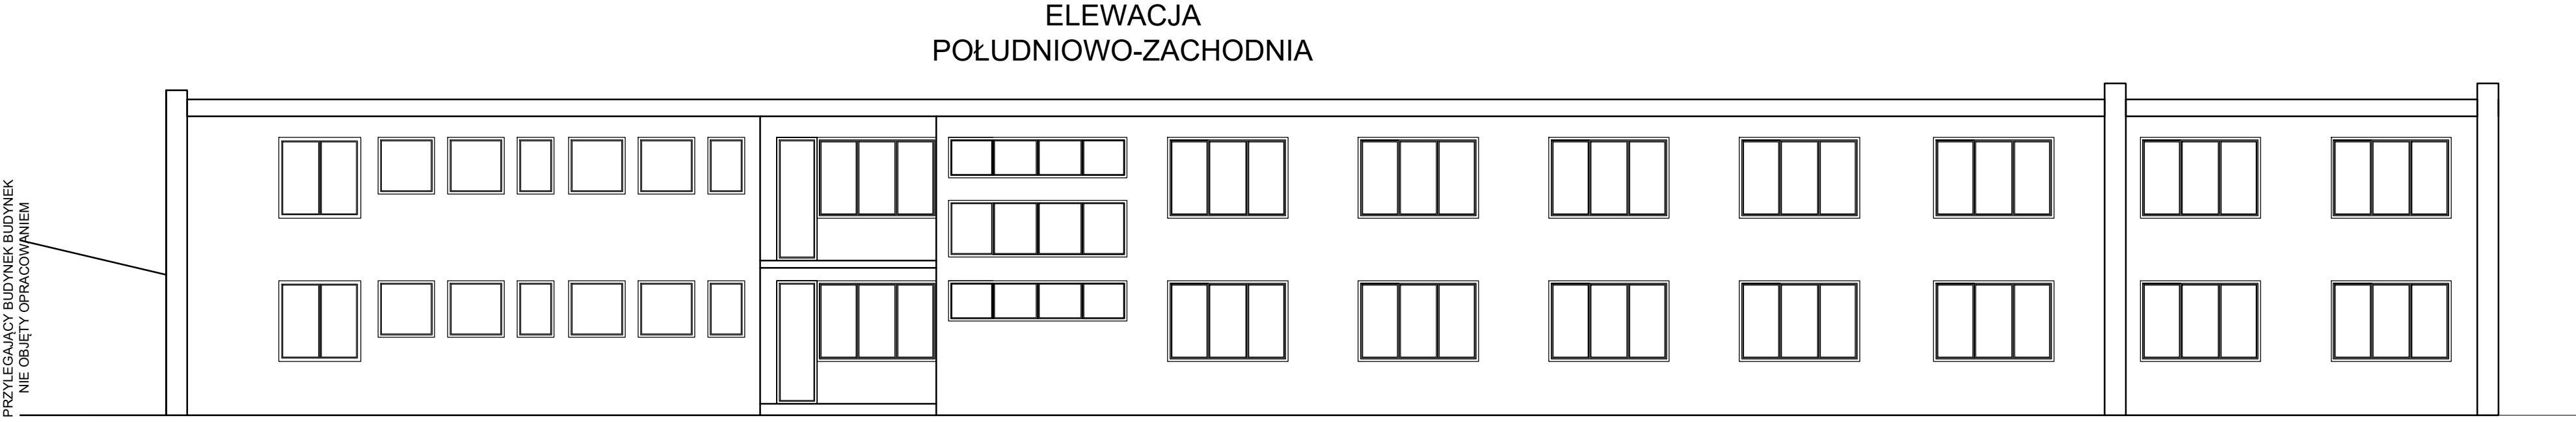 ELEWACJA
POŁUDNIOWO-ZACHODNIA
PRZYLEGAJĄCY BUDYNEK BUDYNEK
NIE OBJĘTY OPRACOWANIEM